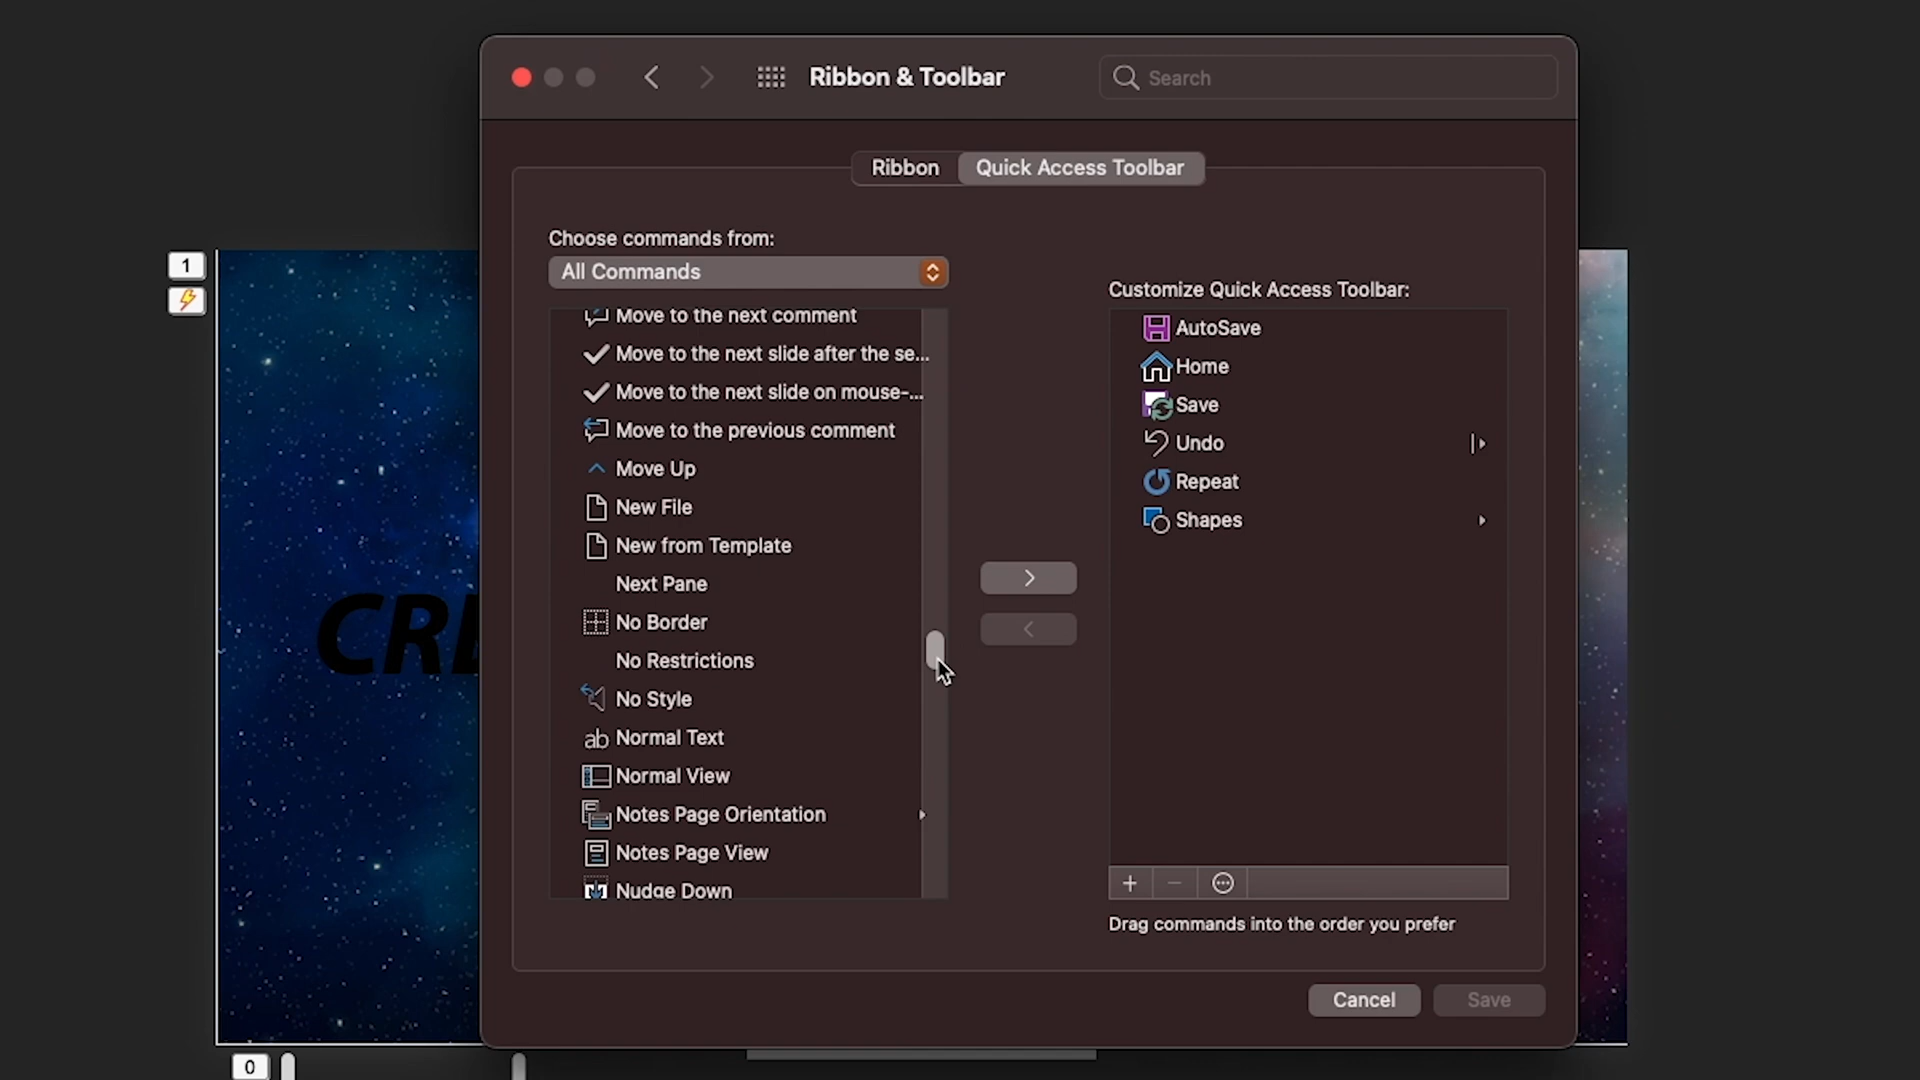 Ribbon & Toolbar
Search
Ribbon
Quick Access Toolbar
Choose commands from:
All Commands
Move to the next comment
Move to the next slide after the se...
Move to the next slide on mouse-...
Move to the previous comment
Move Up
New File
New from Template
Next Pane
No Border
No Restrictions
No Style
ab Normal Text
Normal View
Notes Page Orientation
Notes Page View
Nudge Down
Customize Quick Access Toolbar:
AutoSave
Home
Save
Undo
Repeat
Shapes
Drag commands into the order you prefer
Cancel
Save
1
CRE
0